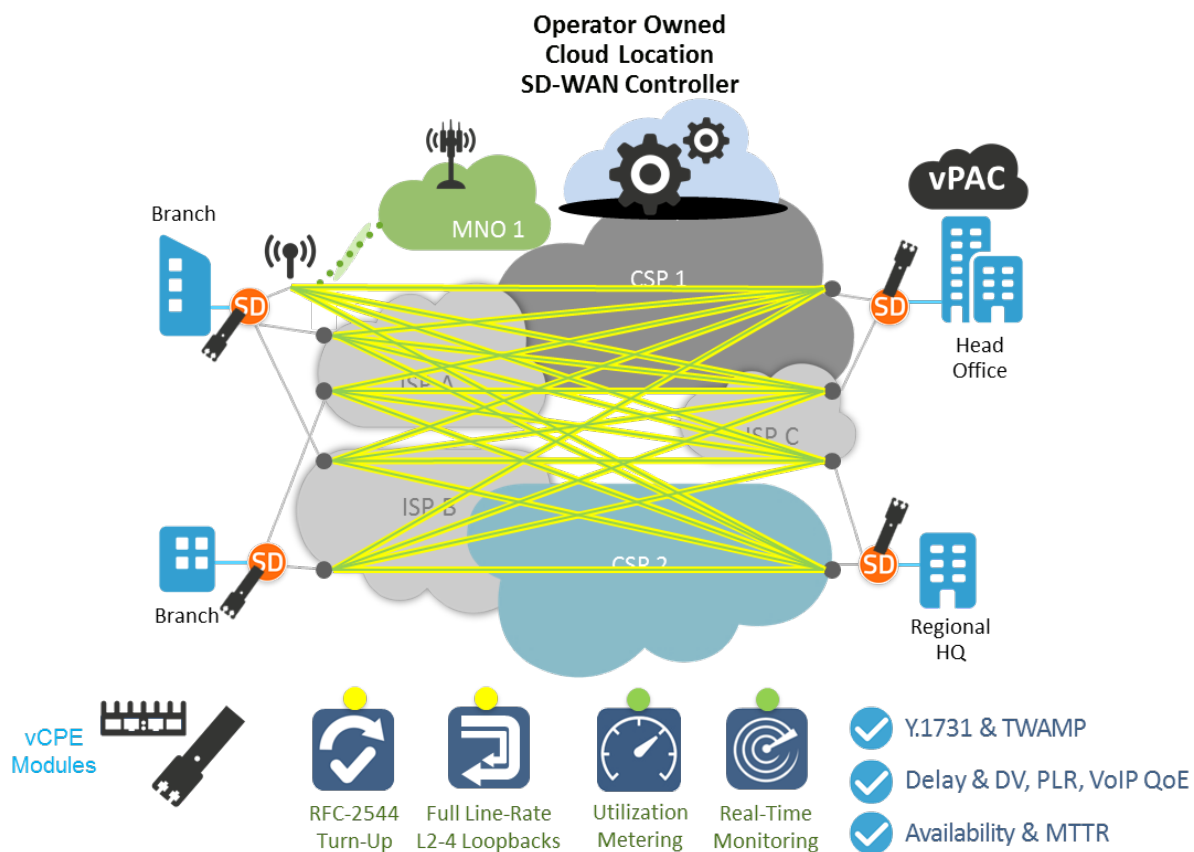 Operator Owned
Cloud Location
SD-WAN Controller
vPAC
Branch
MNO 1
CSP 1
SD
SD
Head
Office
ISP A
ISP C
ISP B
CSP 2
SD
SD
Branch
Regional
HQ
vCPE
Modules
RFC-2544
Turn-Up
Full Line-Rate
L2-4 Loopbacks
Utilization
Metering
Real-Time
Monitoring
Y.1731 & TWAMP
Delay & DV, PLR, VoIP QoE
Availability & MTTR